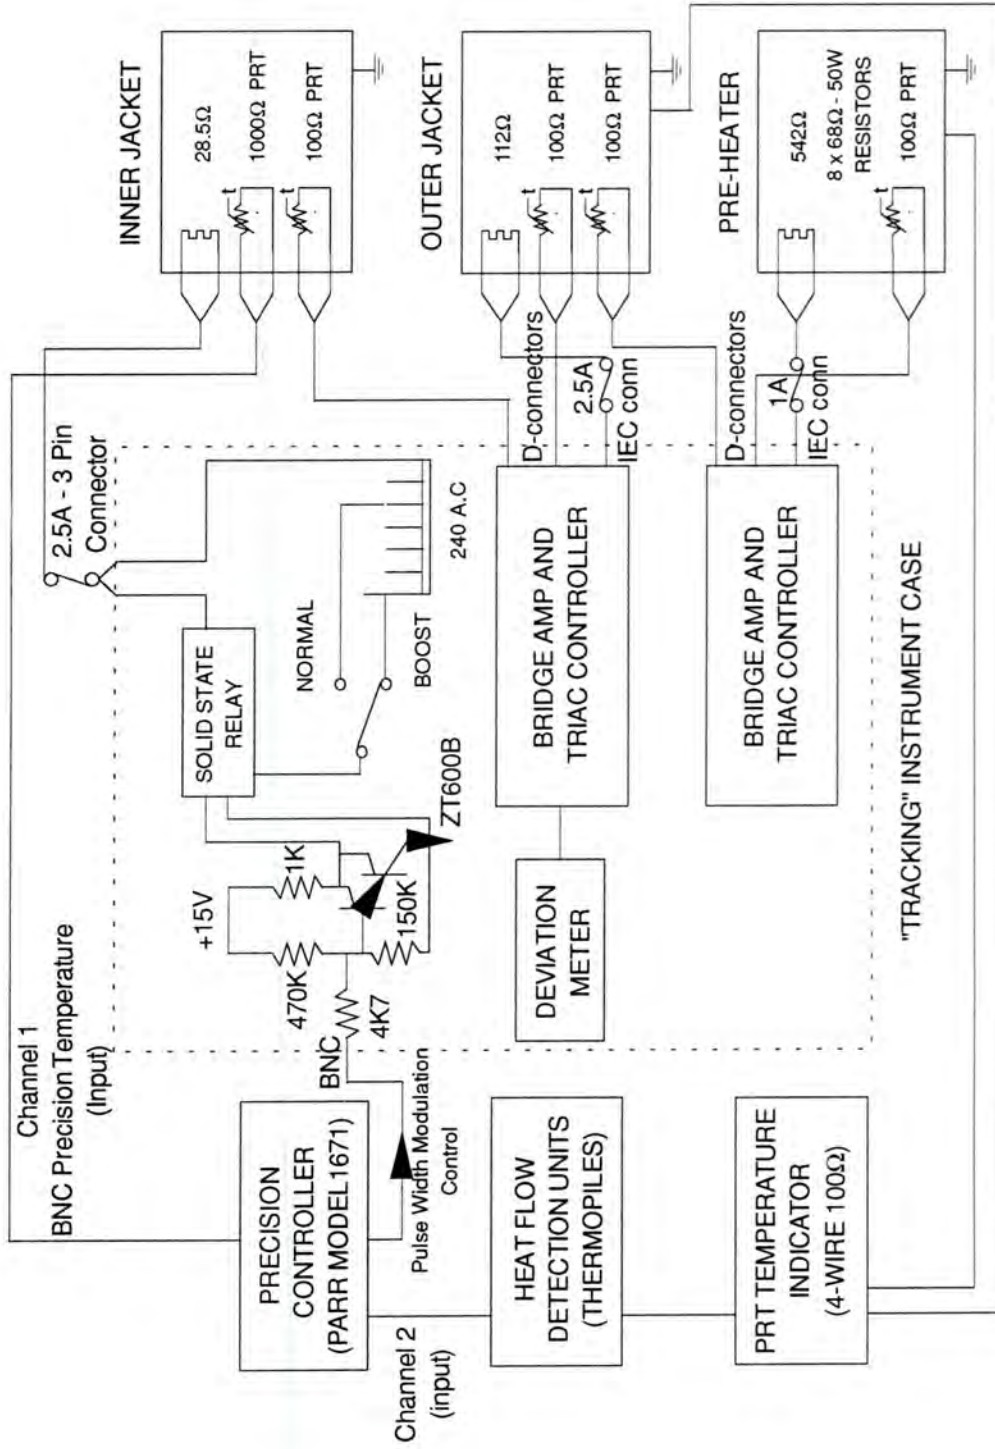 Channel 1
BNC Precision Temperature
(Input)
PRECISION
CONTROLLER
(PARR MODEL1671)
Pulse Width Modulation
Control
Channel 2
(input)
HEAT FLOW
DETECTION UNITS
(THERMOPILES)
PRT TEMPERATURE
INDICATOR
(4-WIRE 100Ω)
BNC
4K7
470K
+15V
1K
150K
ZT600B
SOLID STATE
RELAY
NORMAL
BOOST
240 A.C
2.5A - 3 Pin
Connector
DEVIATION
METER
BRIDGE AMP AND
TRIAC CONTROLLER
BRIDGE AMP AND
TRIAC CONTROLLER
"TRACKING" INSTRUMENT CASE
D-connectors
2.5A
IEC conn
D-connectors
1A
IEC conn
INNER JACKET
28.5Ω
t
1000Ω PRT
t
100Ω PRT
OUTER JACKET
112Ω
t
100Ω PRT
t
100Ω PRT
PRE-HEATER
542Ω
8 x 68Ω - 50W
RESISTORS
t
100Ω PRT